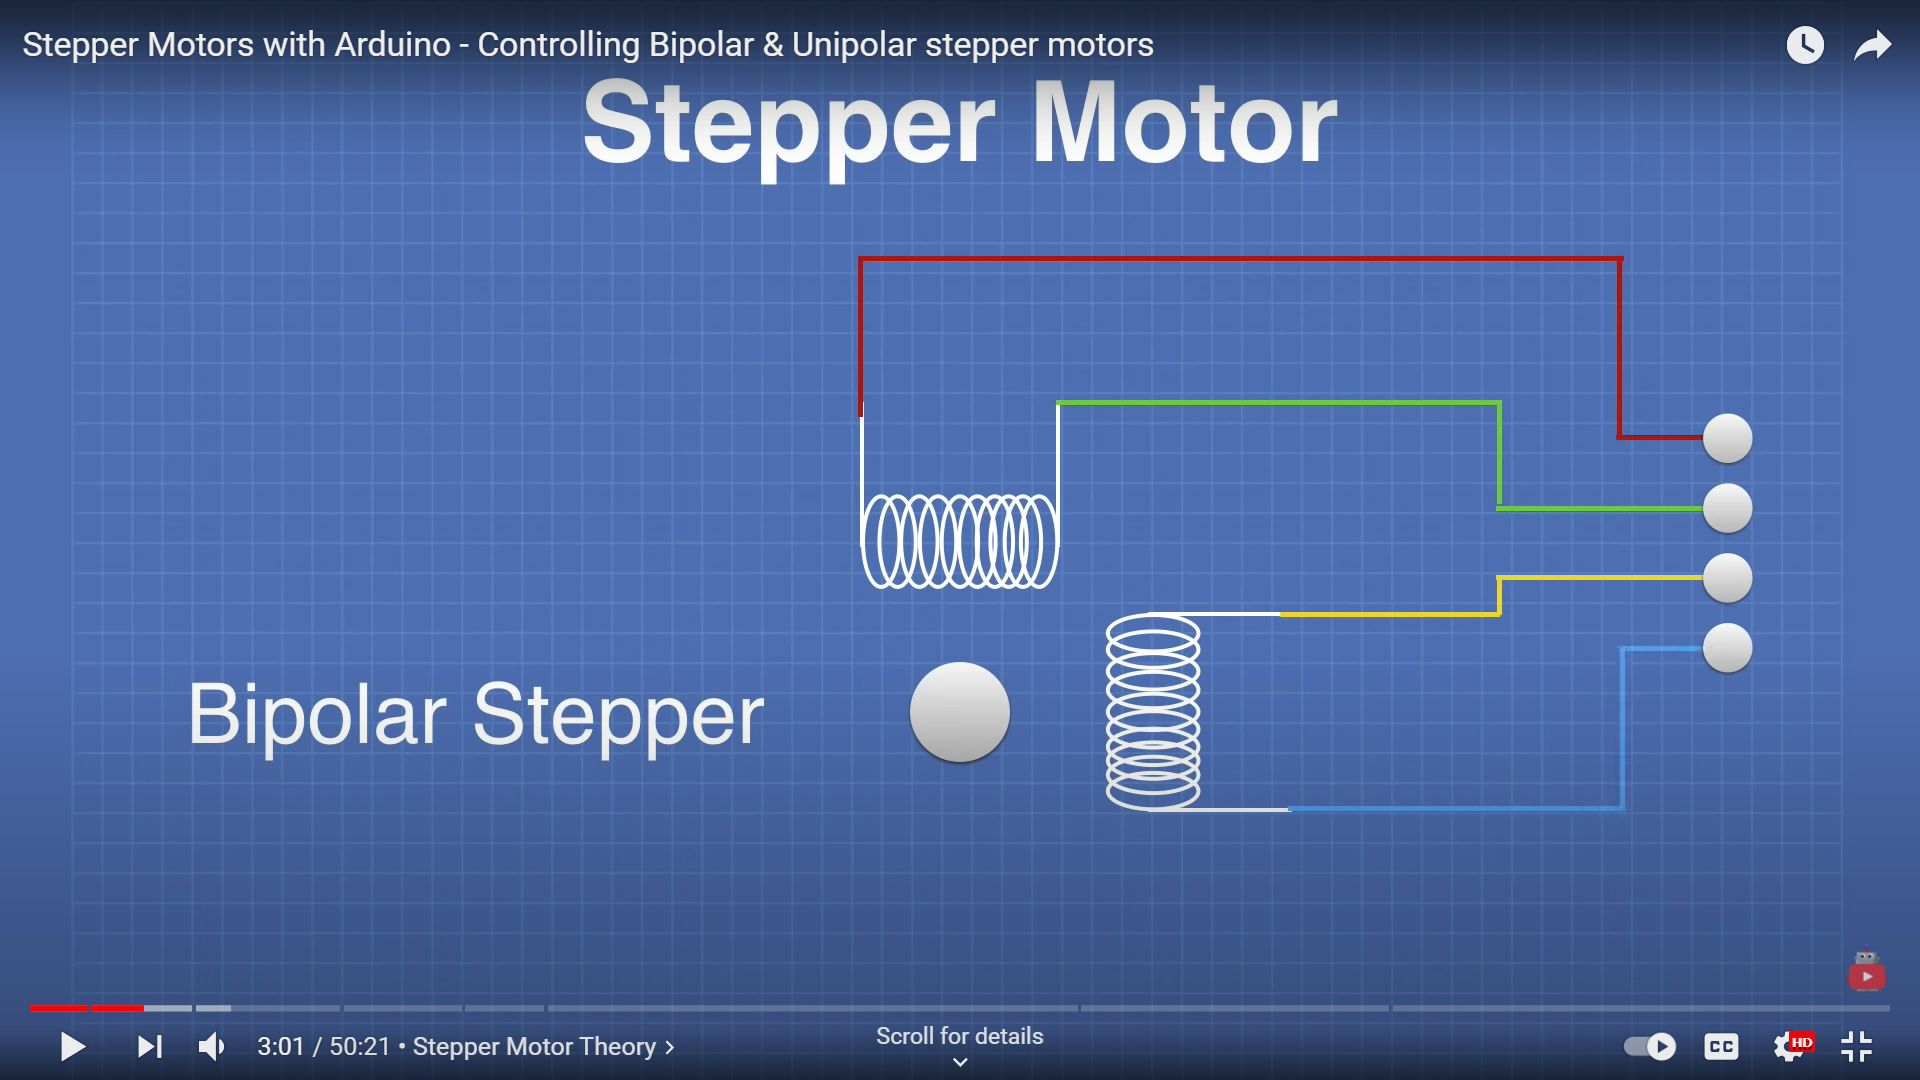 Stepper Motors with Arduino - Controlling Bipolar & Unipolar stepper motors
Stepper Motor
Bipolar Stepper
3:01 / 50:21 • Stepper Motor Theory
Scroll for details
CC
HD